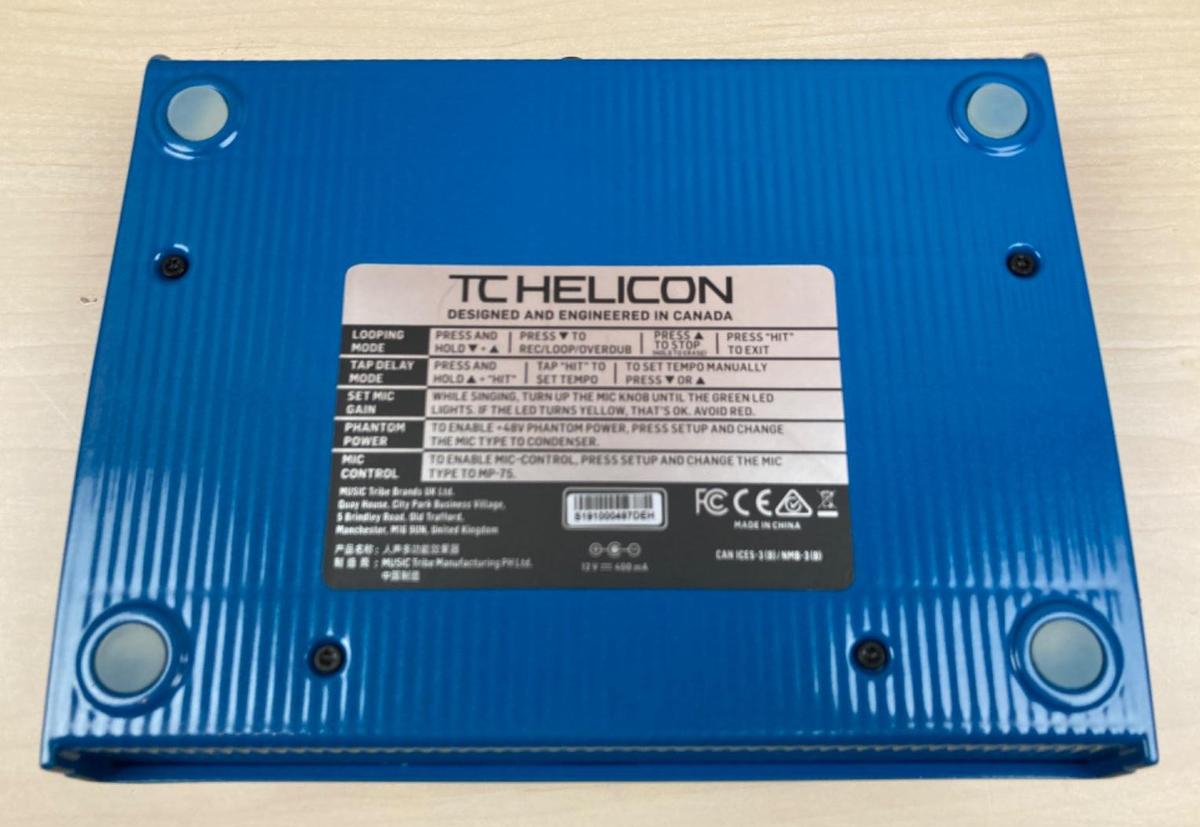 TC HELICON
DESIGNED AND ENGINEERED IN CANADA
LOOPING MODE
PRESS AND HOLD ▼ + ▲
PRESS ▼ TO REC/LOOP/OVERDUB
PRESS ▲ TO STOP (HOLD TO ERASE)
PRESS "HIT" TO EXIT
TAP DELAY MODE
PRESS AND HOLD ▲ + "HIT"
TAP "HIT" TO SET TEMPO
TO SET TEMPO MANUALLY PRESS ▼ OR ▲
SET MIC GAIN
WHILE SINGING, TURN UP THE MIC KNOB UNTIL THE GREEN LED
LIGHTS. IF THE LED TURNS YELLOW, THAT'S OK. AVOID RED.
PHANTOM POWER
TO ENABLE +48V PHANTOM POWER, PRESS SETUP AND CHANGE
THE MIC TYPE TO CONDENSER.
MIC CONTROL
TO ENABLE MIC-CONTROL, PRESS SETUP AND CHANGE THE MIC
TYPE TO MP-75.
MUSIC Tribe Brands UK Ltd.
Quay House, City Park Business Village,
5 Brindley Road, Old Trafford,
Manchester, M16 9UN, United Kingdom
S191000497DEH
FC CE
MADE IN CHINA
产品名称：人声多功能效果器
制造商：MUSIC Tribe Manufacturing PH Ltd.
中国制造
12 V ⎓ 400 mA
CAN ICES-3(B)/NMB-3(B)